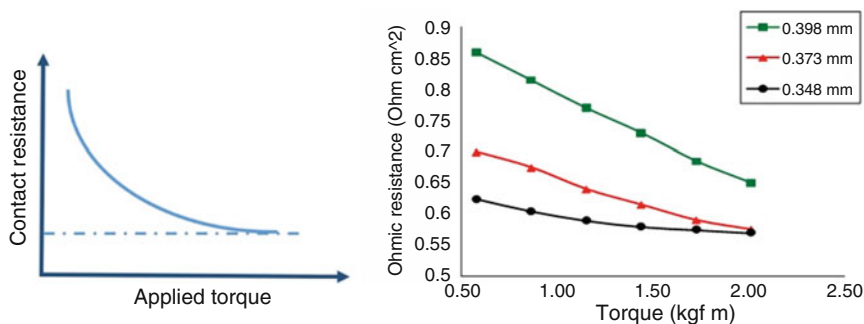 Contact resistance
Applied torque
Ohmic resistance (Ohm cm^2)
0.9
0.85
0.8
0.75
0.7
0.65
0.6
0.55
0.5
0.50
1.00
1.50
2.00
2.50
Torque (kgf m)
0.398 mm
0.373 mm
0.348 mm